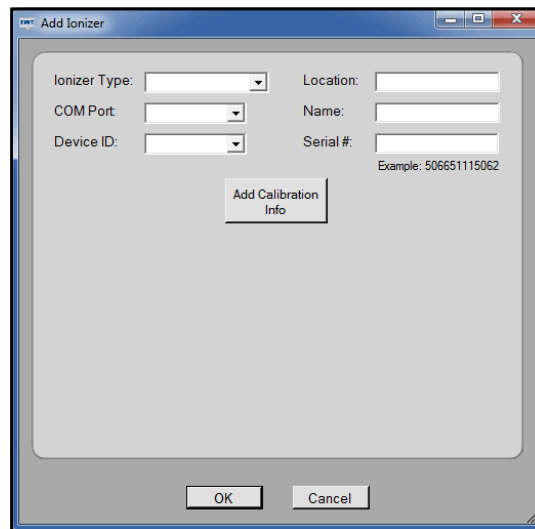 Add Ionizer
Ionizer Type: Location:
COM Port: Name:
Device ID: Serial #:
Example: 506651115062
Add Calibration
Info
OK Cancel